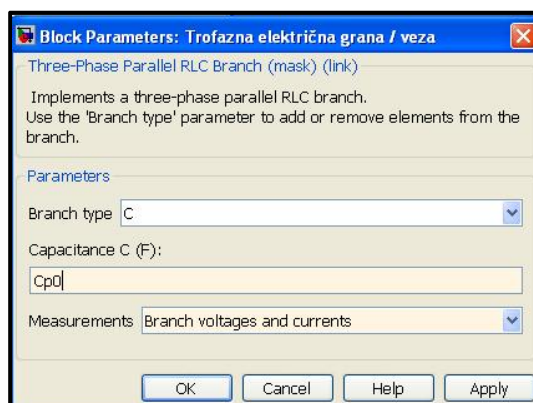 Block Parameters: Trofazna električna grana / veza
Three-Phase Parallel RLC Branch (mask) (link)
Implements a three-phase parallel RLC branch.
Use the 'Branch type' parameter to add or remove elements from the
branch.
Parameters
Branch type C
Capacitance C (F):
Cp0
Measurements Branch voltages and currents
OK Cancel Help Apply